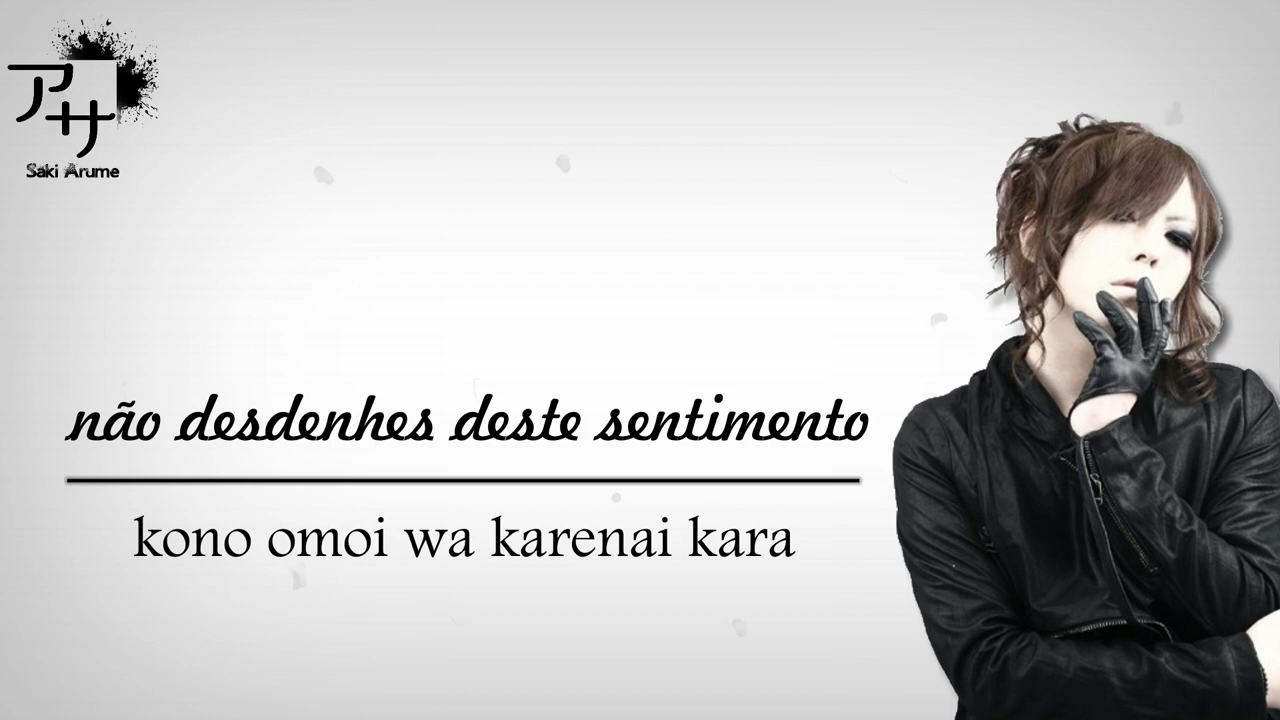 アサ
Saki Arume
não desdenhes deste sentimento
kono omoi wa karenai kara